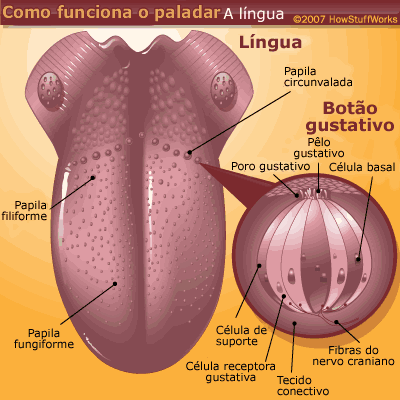 Como funciona o paladar A língua ©2007 HowStuffWorks
Língua
Papila
circunvalada
Botão
gustativo
Pêlo
gustativo
Poro gustativo
Célula basal
Papila
filiforme
Papila
fungiforme
Célula de
suporte
Célula receptora
gustativa
Tecido
conectivo
Fibras do
nervo craniano